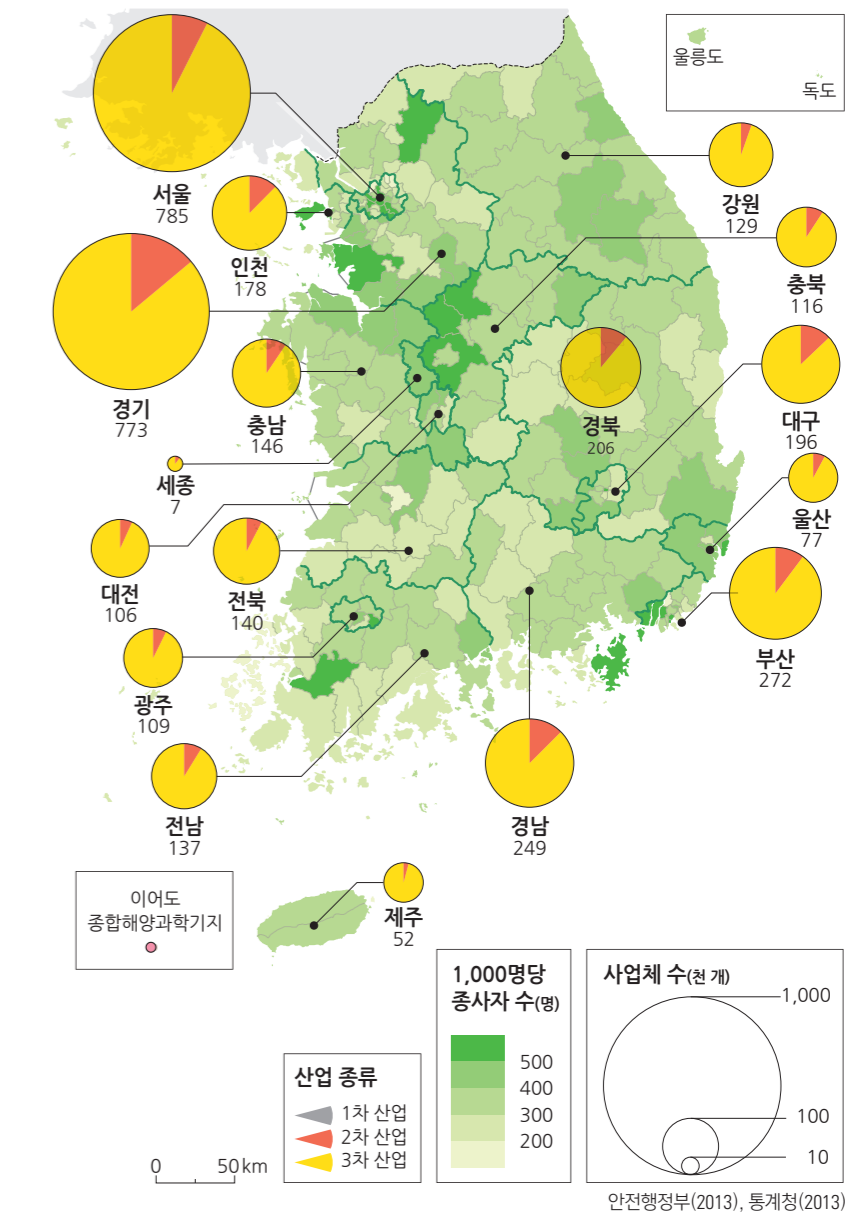 울릉도
독도
서울
785
강원
129
인천
178
충북
116
경기
773
충남
146
경북
206
대구
196
세종
7
울산
77
대전
106
전북
140
부산
272
광주
109
전남
137
경남
249
제주
52
이어도
종합해양과학기지
1,000명당
종사자 수(명)
500
400
300
200
사업체 수(천 개)
1,000
100
10
산업 종류
1차 산업
2차 산업
3차 산업
0 50 km
안전행정부(2013), 통계청(2013)